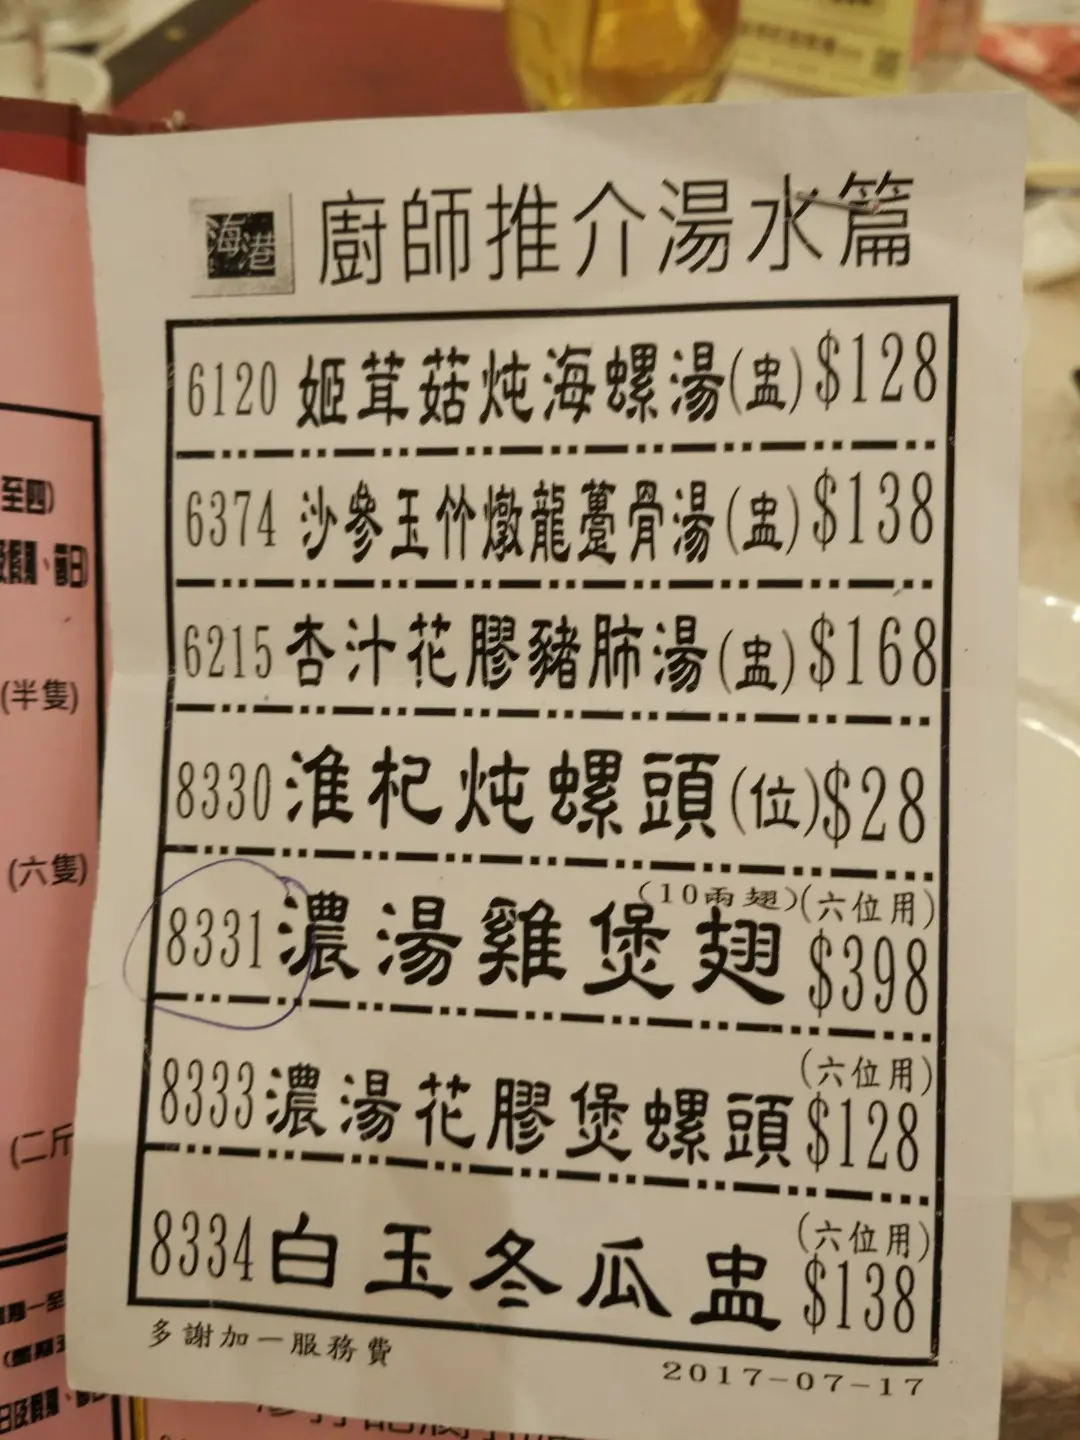 海港
廚師推介湯水篇
6120 姬茸菇炖海螺湯(盅) $128
6374 沙參玉竹燉龍躉骨湯(盅) $138
6215 杏汁花膠豬肺湯(盅) $168
8330 淮杞炖螺頭(位) $28
(10兩翅)(六位用)
8331 濃湯雞煲翅 $398
(六位用)
8333 濃湯花膠煲螺頭 $128
(六位用)
8334 白玉冬瓜盅 $138
多謝加一服務費
2017-07-17
至四)
(半隻)
(六隻)
(二斤